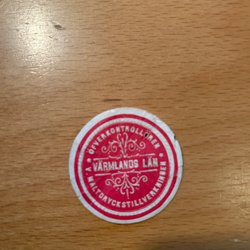 ÖFVERKONTROLLÖREN
VÄRMLANDS LÄN
Å MALTDRYCKSTILLVERKNINGEN